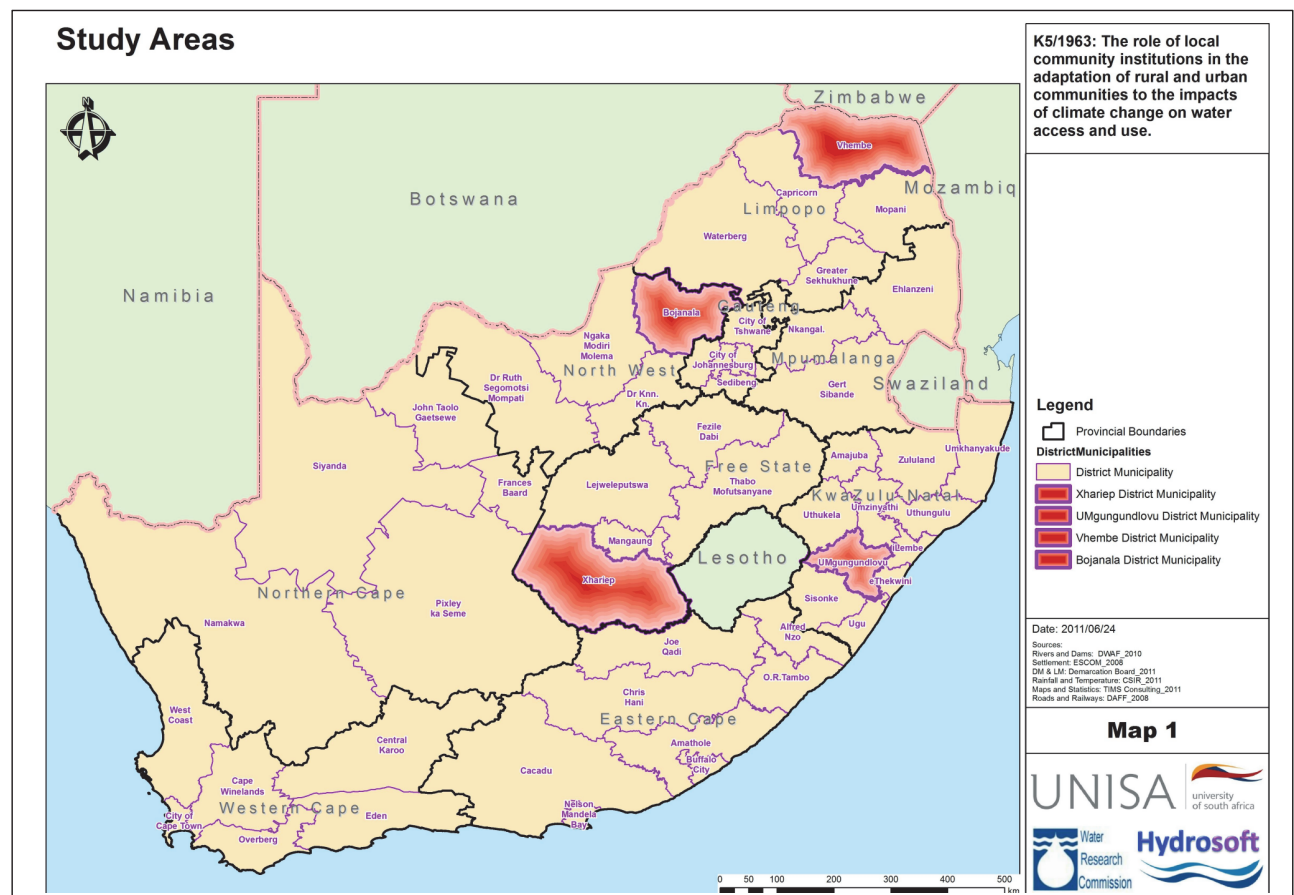 Study Areas
K5/1963: The role of local
community institutions in the
adaptation of rural and urban
communities to the impacts
of climate change on water
access and use.
N
Zimbabwe
Vhembe
Mozambiq
Botswana
Capricorn
Limpopo
Mopani
Waterberg
Greater
Sekhukhune
Ehlanzeni
Namibia
Bojanala
Gauteng
City of
Tshwane
Nkangal.
Ngaka
Modiri
Molema
North West
City of
Johannesburg
Mpumalanga
Sedibeng
Swaziland
Dr Ruth
Segomotsi
Mompati
Dr Knn.
Kn.
Gert
Sibande
John Taolo
Gaetsewe
Fezile
Dabi
Siyanda
Amajuba
Zululand
Umkhanyakude
Free State
Frances
Baard
Lejweleputswa
Thabo
Mofutsanyane
KwaZulu-Natal
Uthukela
Umzinyathi
Uthungulu
Mangaung
Lesotho
iLembe
UMgungundlovu
eThekwini
Xhariep
Northern Cape
Sisonke
Pixley
ka Seme
Namakwa
Ugu
Alfred
Nzo
Joe
Qadi
O.R.Tambo
Chris
Hani
West
Coast
Eastern Cape
Central
Karoo
Amathole
Buffalo
City
Cacadu
Cape
Winelands
Western Cape
Nelson
Mandela
Bay
City of
Cape Town
Eden
Overberg
0 50 100 200 300 400 500
km
Legend
Provincial Boundaries
DistrictMunicipalities
District Municipality
Xhariep District Municipality
UMgungundlovu District Municipality
Vhembe District Municipality
Bojanala District Municipality
Date: 2011/06/24
Sources:
Rivers and Dams: DWAF_2010
Settlement: ESCOM_2008
DM & LM: Demarcation Board_2011
Rainfall and Temperature: CSIR_2011
Maps and Statistics: TIMS Consulting_2011
Roads and Railways: DAFF_2008
Map 1
UNISA
university
of south africa
Water
Research
Commission
Hydrosoft